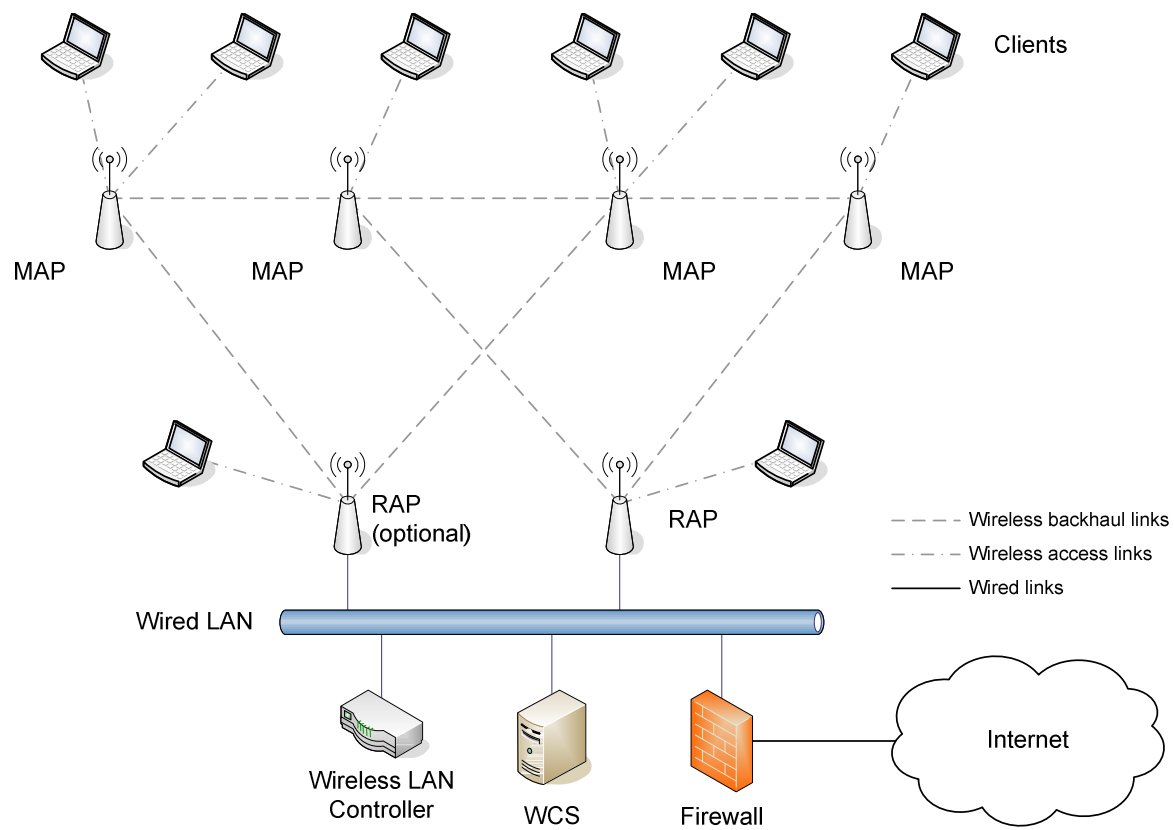 Clients
MAP
MAP
MAP
MAP
RAP
(optional)
RAP
Wireless backhaul links
Wireless access links
Wired links
Wired LAN
Wireless LAN
Controller
WCS
Firewall
Internet